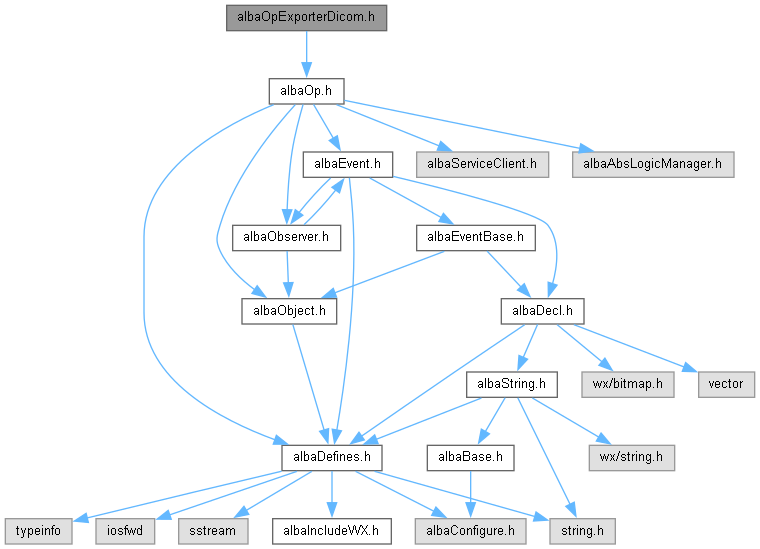 albaOpExporterDicom.h
albaOp.h
albaEvent.h
albaServiceClient.h
albaAbsLogicManager.h
albaObserver.h
albaEventBase.h
albaObject.h
albaDecl.h
albaString.h
wx/bitmap.h
vector
albaDefines.h
albaBase.h
wx/string.h
typeinfo
iosfwd
sstream
albaIncludeWX.h
albaConfigure.h
string.h